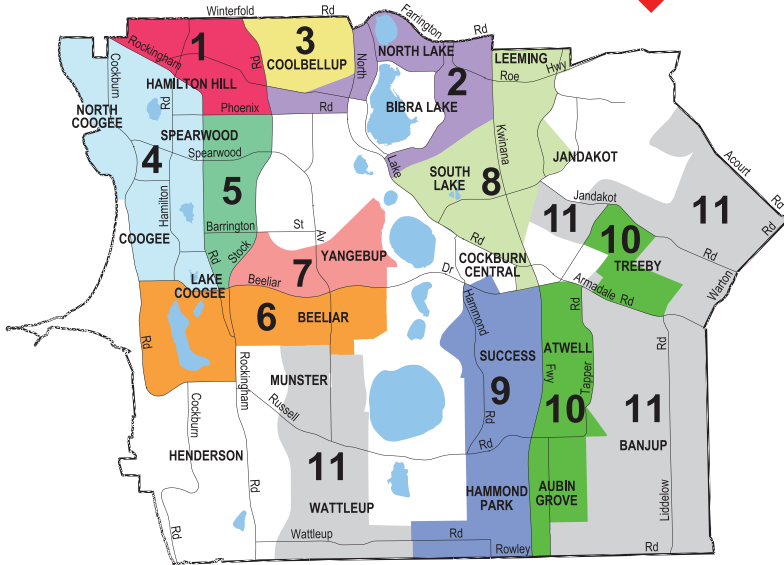 Winterfold Rd
Farrington Rd
Rockingham Rd
1
3
COOLBELLUP
North
NORTH LAKE
LEEMING
Roe Hwy
Cockburn
HAMILTON HILL
Rd
2
BIBRA LAKE
NORTH COOGEE
Phoenix Rd
SPEARWOOD
Spearwood
Kwinana
4
Lake
JANDAKOT
Acourt Rd
5
SOUTH LAKE
8
Hamilton
Jandakot Rd
11
11
COOGEE
Barrington St
Av
Rd
10
TREEBY
Stock
Rd
7
YANGEBUP
COCKBURN CENTRAL
Warton Rd
LAKE COOGEE
Beeliar Dr
Armadale Rd
6
BEELIAR
Hammond
Rd
Rd
Rd
SUCCESS
ATWELL
MUNSTER
Rockingham
Fwy
Tapper
9
10
11
Russell
Cockburn
Rd
Rd
BANJUP
HENDERSON
11
Rd
WATTLEUP
HAMMOND PARK
AUBIN GROVE
Liddelow
Rd
Wattleup Rd
Rowley Rd